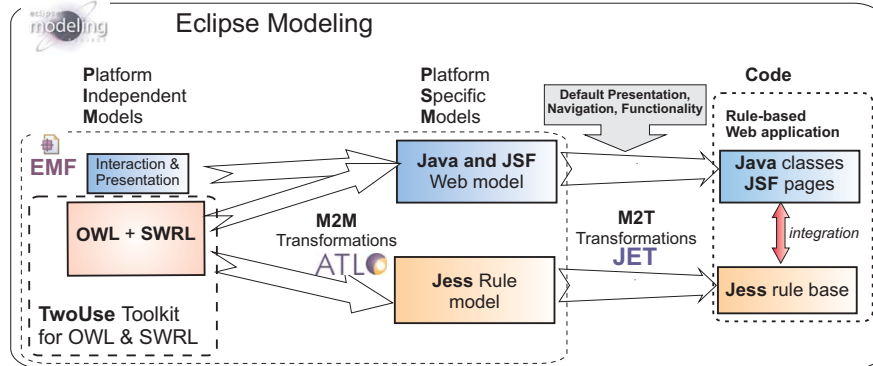 eclipse
modeling
PROJECT
Eclipse Modeling
Platform
Independent
Models
Platform
Specific
Models
Default Presentation,
Navigation, Functionality
Code
Rule-based
Web application
EMF
Interaction &
Presentation
Java and JSF
Web model
Java classes
JSF pages
OWL + SWRL
M2M
Transformations
ATL
M2T
Transformations
JET
integration
Jess Rule
model
Jess rule base
TwoUse Toolkit
for OWL & SWRL